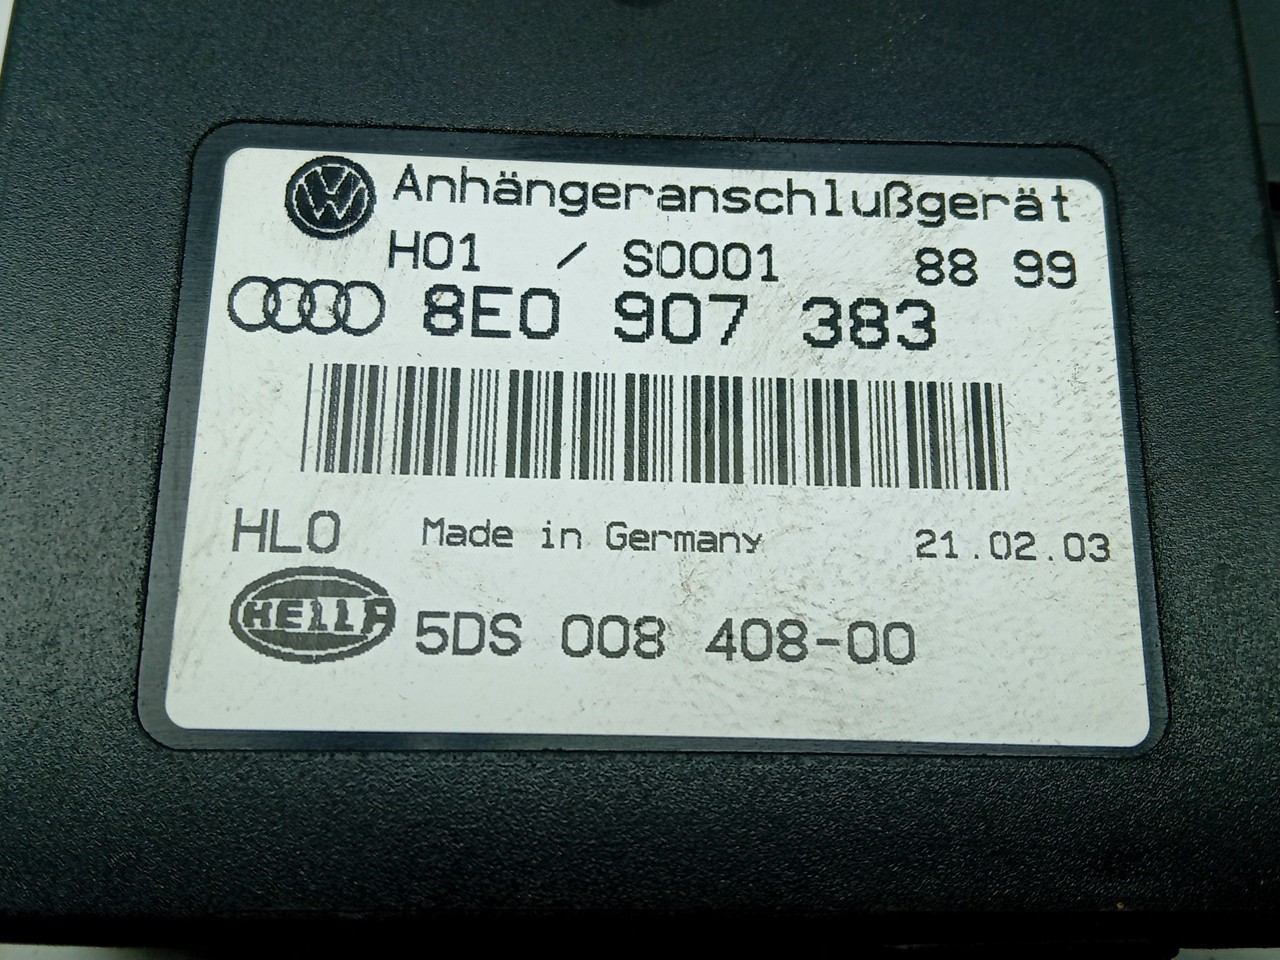 Anhängeranschlußgerät
H01 / S0001 88 99
8E0 907 383
HLO Made in Germany 21.02.03
HELLA 5DS 008 408-00